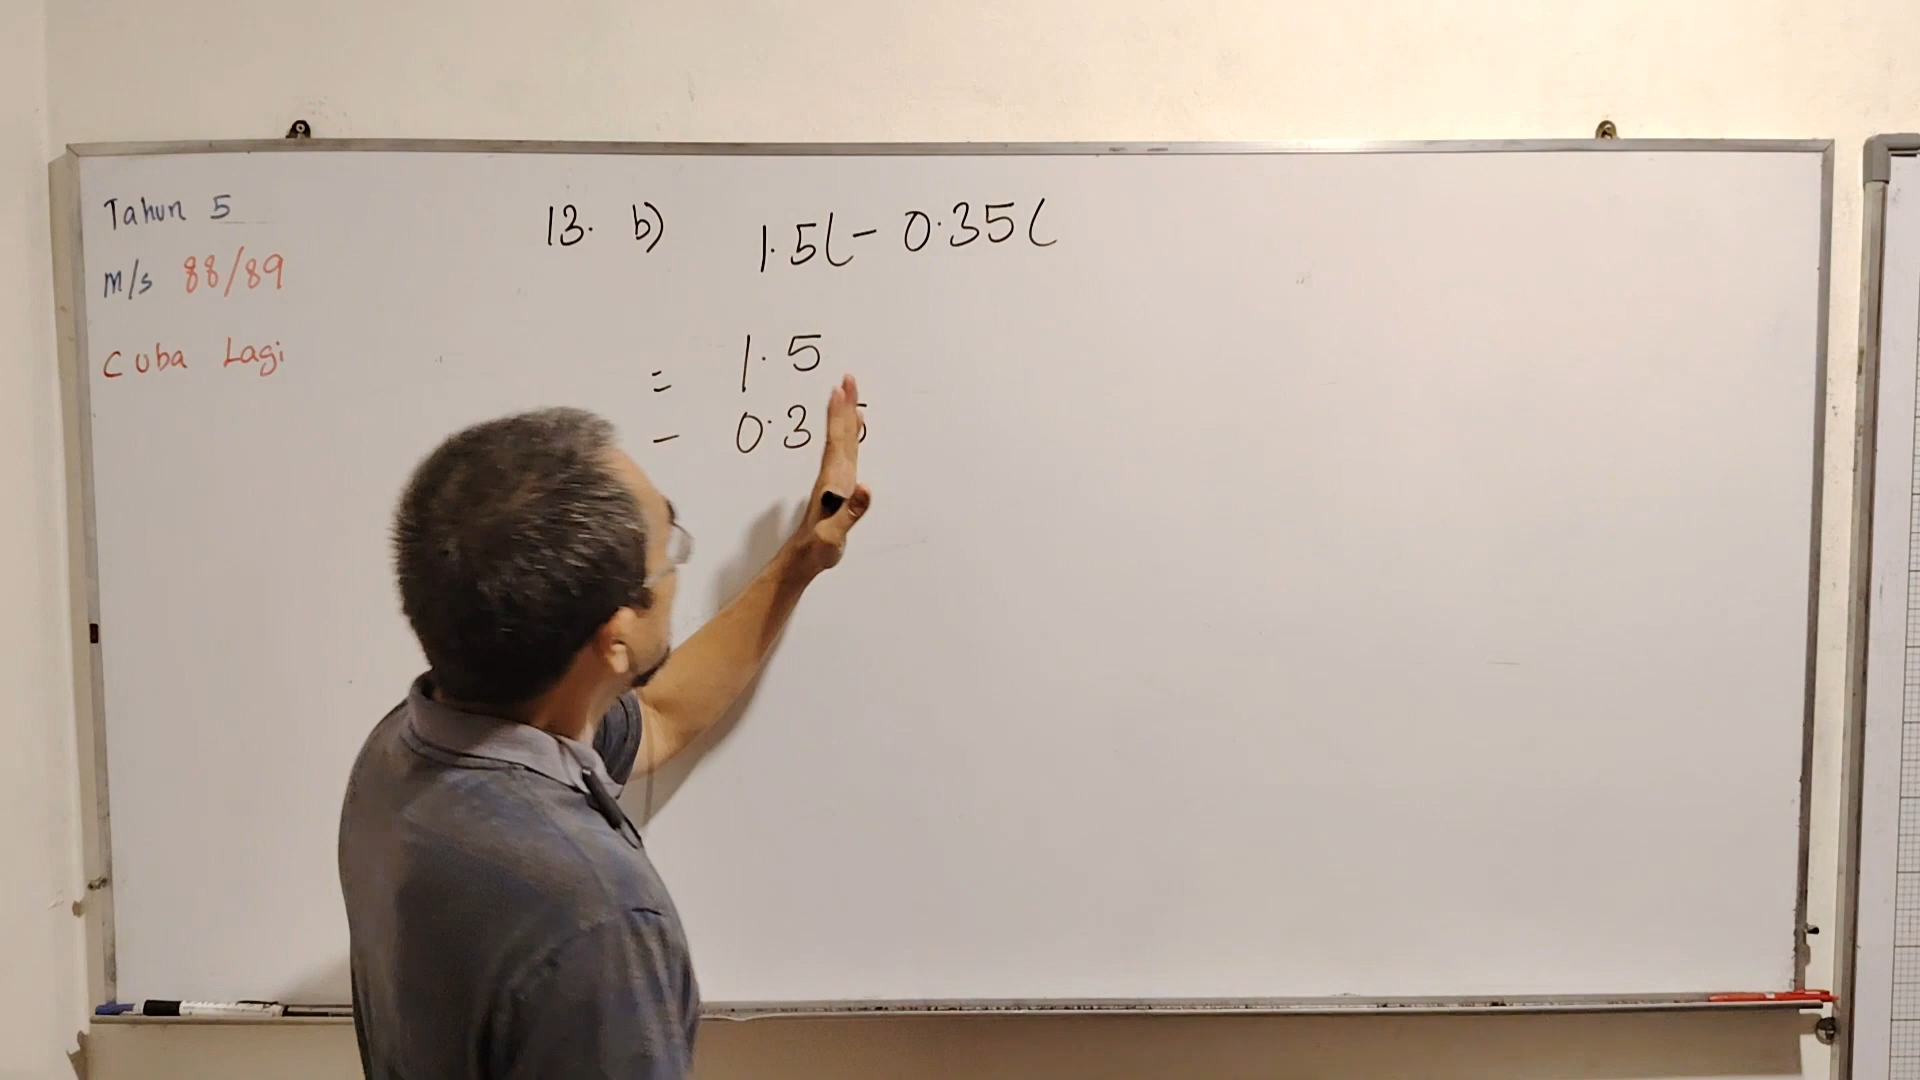 Tahun 5
m/s 88/89
Cuba Lagi
13. b) 1.5l - 0.35l
= 1.5
- 0.35